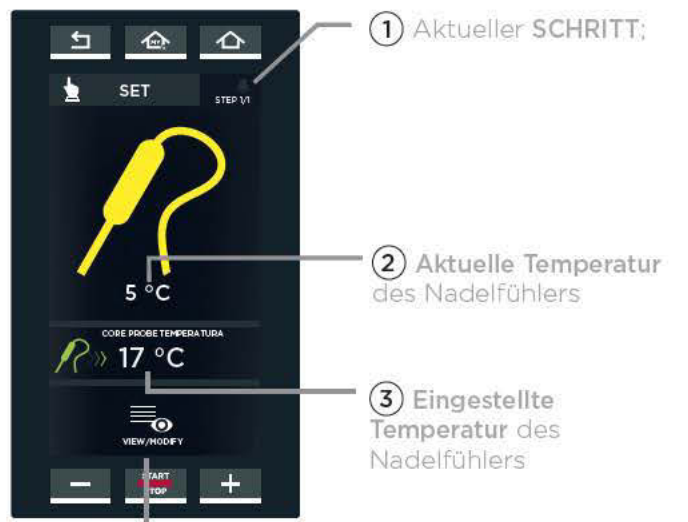 MY
1 Aktueller SCHRITT;
SET
STEP 1/1
2 Aktuelle Temperatur
des Nadelfühlers
5 °C
CORE PROBE TEMPERATURA
17 °C
3 Eingestellte
Temperatur des
Nadelfühlers
VIEW/MODIFY
START
STOP